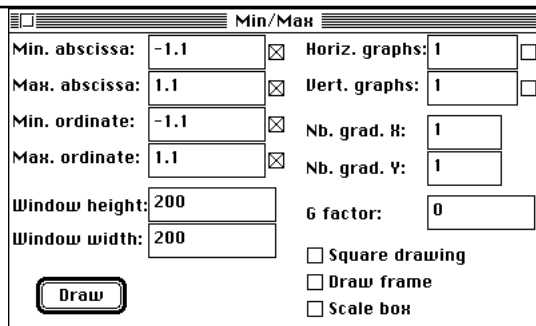 Min/Max
Min. abscissa: -1.1
Horiz. graphs: 1
Max. abscissa: 1.1
Vert. graphs: 1
Min. ordinate: -1.1
Nb. grad. X: 1
Max. ordinate: 1.1
Nb. grad. Y: 1
Window height: 200
G factor: 0
Window width: 200
Square drawing
Draw frame
Scale box
Draw